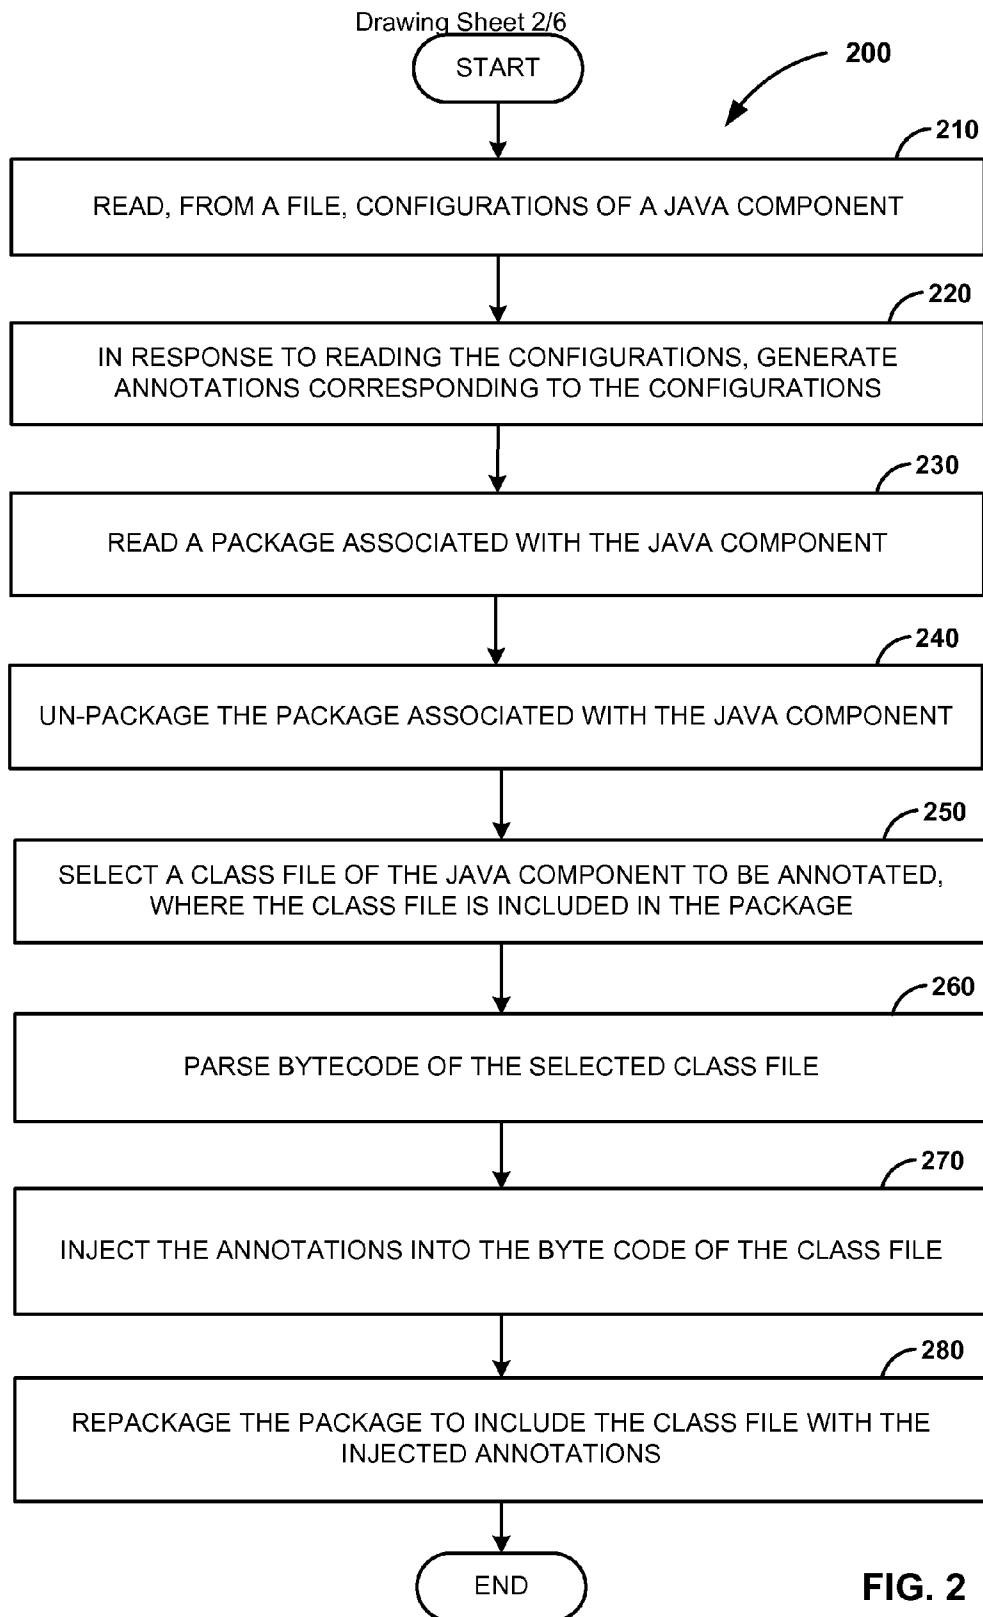 Drawing Sheet 2/6
START
200
210
READ, FROM A FILE, CONFIGURATIONS OF A JAVA COMPONENT
220
IN RESPONSE TO READING THE CONFIGURATIONS, GENERATE
ANNOTATIONS CORRESPONDING TO THE CONFIGURATIONS
230
READ A PACKAGE ASSOCIATED WITH THE JAVA COMPONENT
240
UN-PACKAGE THE PACKAGE ASSOCIATED WITH THE JAVA COMPONENT
250
SELECT A CLASS FILE OF THE JAVA COMPONENT TO BE ANNOTATED,
WHERE THE CLASS FILE IS INCLUDED IN THE PACKAGE
260
PARSE BYTECODE OF THE SELECTED CLASS FILE
270
INJECT THE ANNOTATIONS INTO THE BYTE CODE OF THE CLASS FILE
280
REPACKAGE THE PACKAGE TO INCLUDE THE CLASS FILE WITH THE
INJECTED ANNOTATIONS
END
FIG. 2